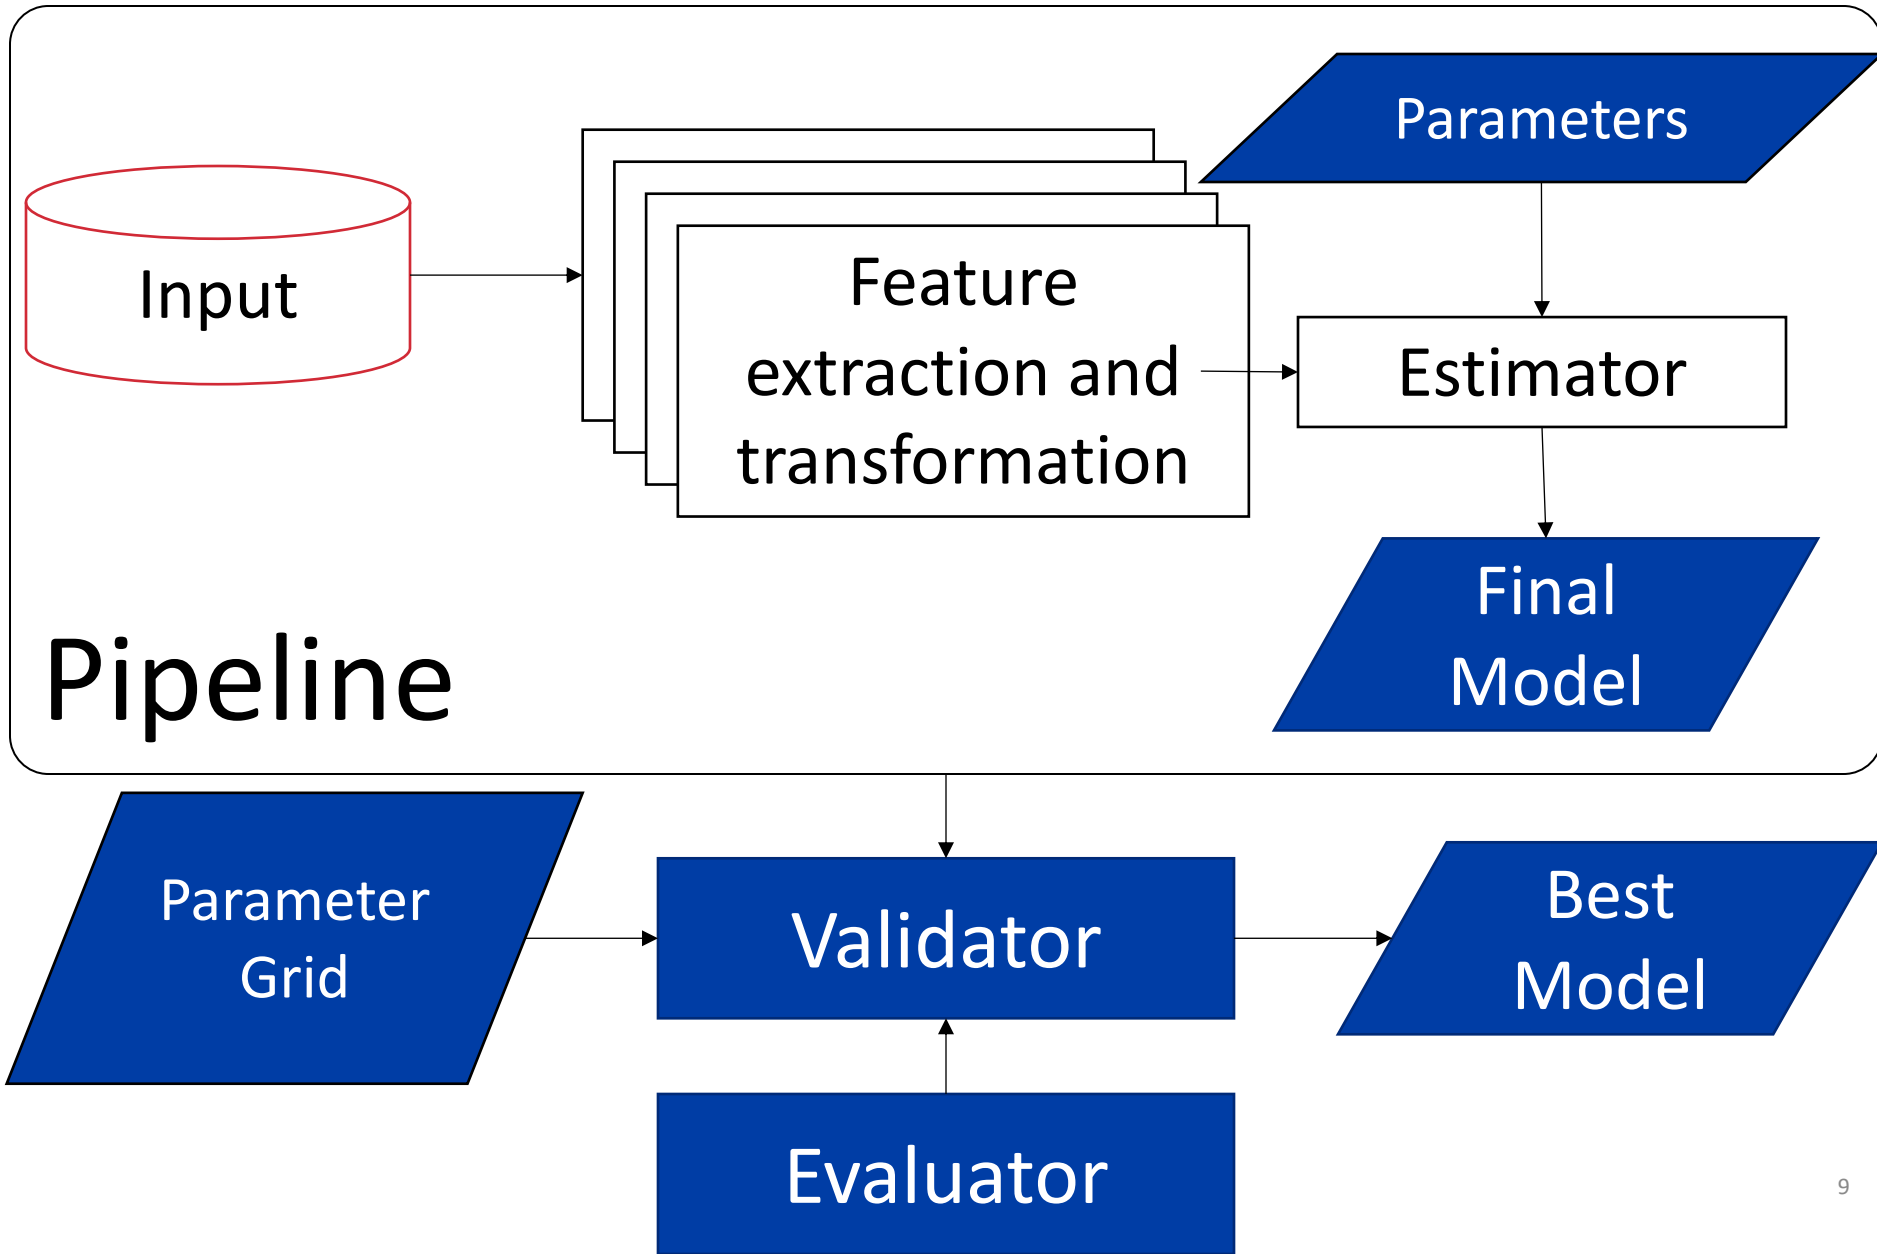 Parameters
Input
Feature
extraction and
transformation
Estimator
Final
Model
Pipeline
Parameter
Grid
Validator
Best
Model
Evaluator
9